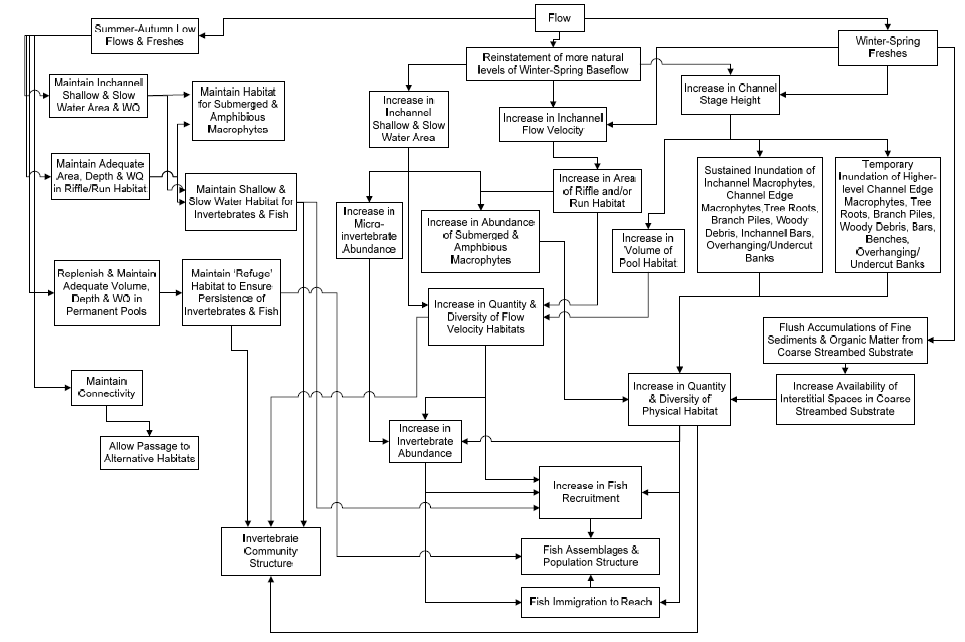 Flow
Summer-Autumn Low
Flows & Freshes
Winter-Spring
Freshes
Reinstatement of more natural
levels of Winter-Spring Baseflow
Maintain Inchannel
Shallow & Slow
Water Area & WQ
Maintain Habitat
for Submerged &
Amphibious
Macrophytes
Increase in
Inchannel
Shallow & Slow
Water Area
Increase in Inchannel
Flow Velocity
Increase in Channel
Stage Height
Maintain Adequate
Area, Depth & WQ
in Riffle/Run Habitat
Maintain Shallow &
Slow Water Habitat for
Invertebrates & Fish
Increase in
Micro-
invertebrate
Abundance
Increase in Abundance
of Submerged &
Amphbious
Macrophytes
Increase in Area
of Riffle and/or
Run Habitat
Increase in
Volume of
Pool Habitat
Sustained Inundation of
Inchannel Macrophytes,
Channel Edge
Macrophytes,Tree Roots,
Branch Piles, Woody
Debris, Inchannel Bars,
Overhanging/Undercut
Banks
Temporary
Inundation of Higher-
level Channel Edge
Macrophytes, Tree
Roots, Branch Piles,
Woody Debris, Bars,
Benches,
Overhanging/
Undercut Banks
Replenish & Maintain
Adequate Volume,
Depth & WQ in
Permanent Pools
Maintain ‘Refuge’
Habitat to Ensure
Persistence of
Invertebrates & Fish
Increase in Quantity &
Diversity of Flow
Velocity Habitats
Flush Accumulations of Fine
Sediments & Organic Matter from
Coarse Streambed Substrate
Maintain
Connectivity
Increase in Quantity
& Diversity of
Physical Habitat
Increase Availability of
Interstitial Spaces in Coarse
Streambed Substrate
Allow Passage to
Alternative Habitats
Increase in
Invertebrate
Abundance
Increase in Fish
Recruitment
Invertebrate
Community
Structure
Fish Assemblages &
Population Structure
Fish Immigration to Reach